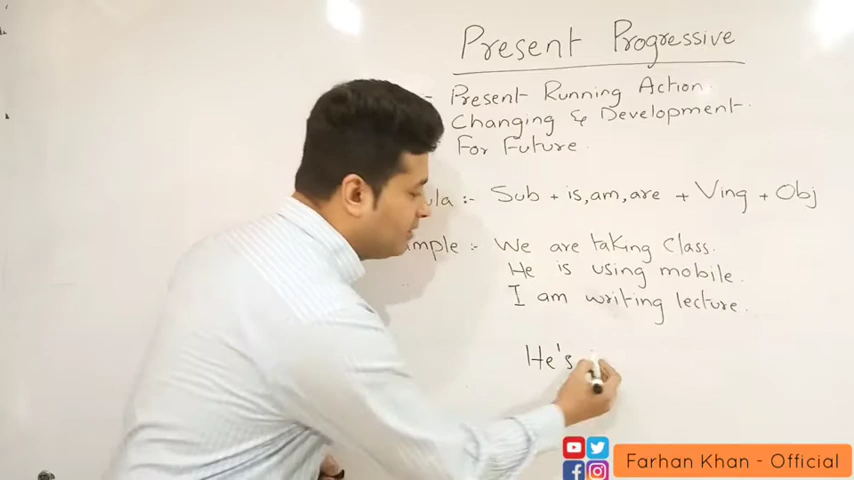 Present Progressive
Present Running Action
Changing & Development.
For Future.
:- Sub + is,am,are + Ving + Obj
:- We are taking Class.
He is using mobile.
I am writing lecture.
He's
Farhan Khan - Official